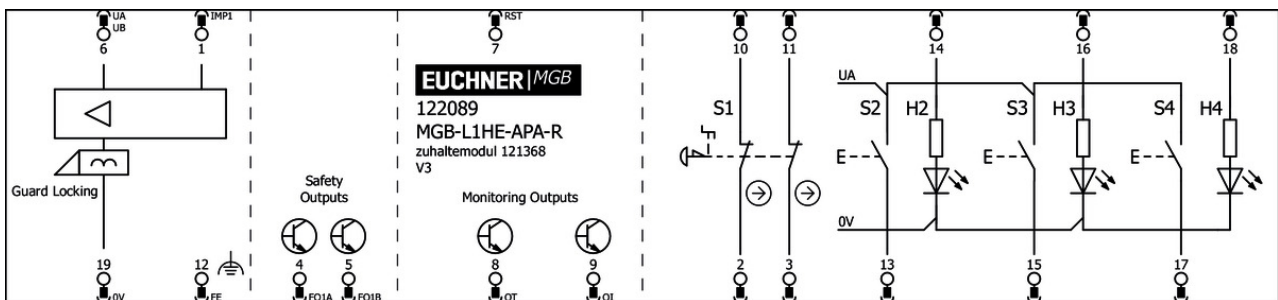 UA
UB
IMP1
RST
6
1
7
10
11
14
16
18
EUCHNER MGB
122089
MGB-L1HE-APA-R
zuhaltemodul 121368
V3
UA
S1
S2
H2
S3
H3
S4
H4
E
E
E
Guard Locking
Safety
Outputs
Monitoring Outputs
0V
19
12
4
5
8
9
2
3
13
15
17
0V
FE
FO1A
FO1B
OT
OI